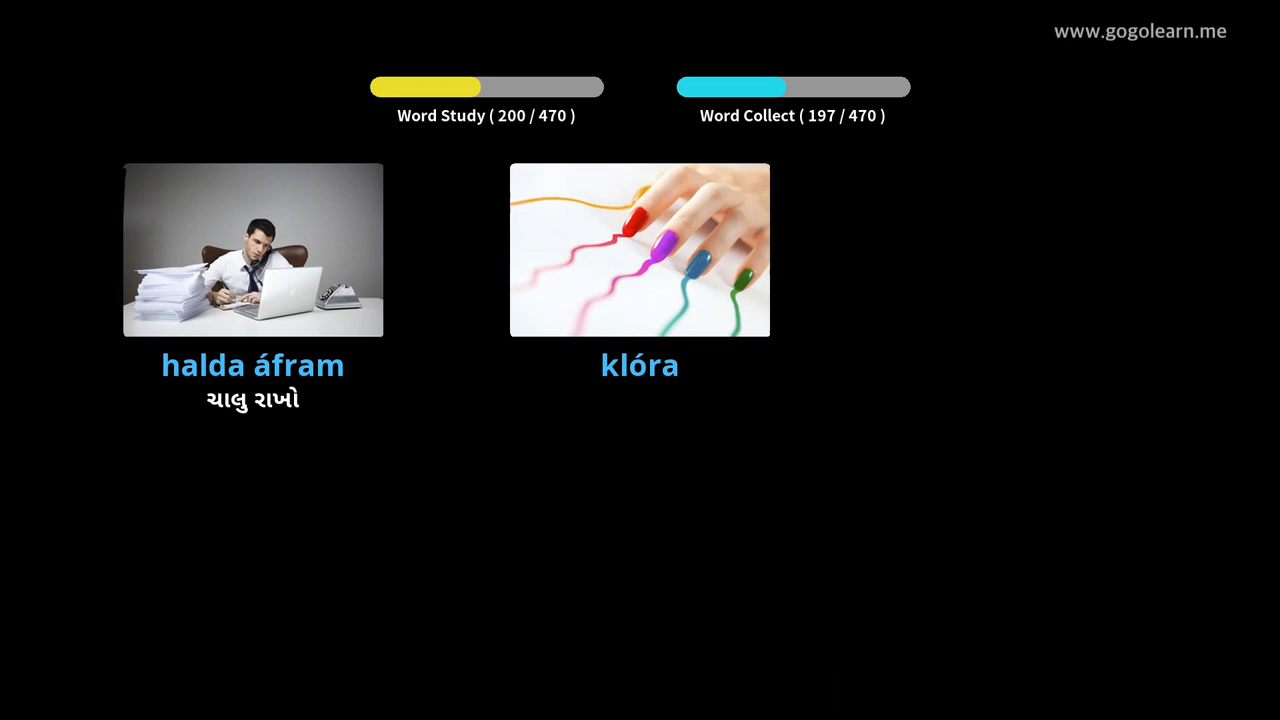 www.gogolearn.me
Word Study ( 200 / 470 )
Word Collect ( 197 / 470 )
halda áfram
ચાલુ રાખો
klóra